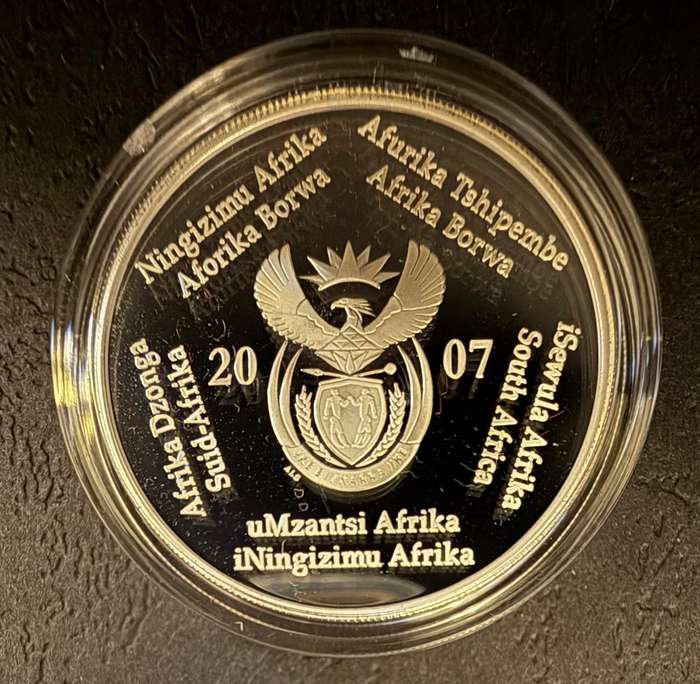 Ningizimu Afrika
Aforika Borwa
Afurika Tshipembe
Afrika Borwa
iSewula Afrika
South Africa
uMzantsi Afrika
iNingizimu Afrika
Afrika Dzonga
Suid-Afrika
20 07